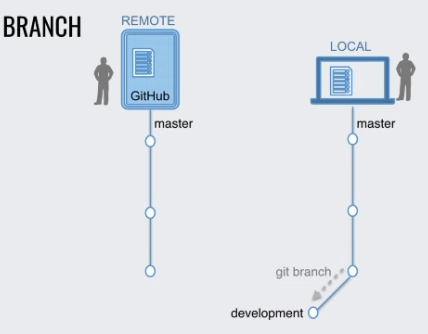 BRANCH
REMOTE
GitHub
master
LOCAL
master
git branch
development